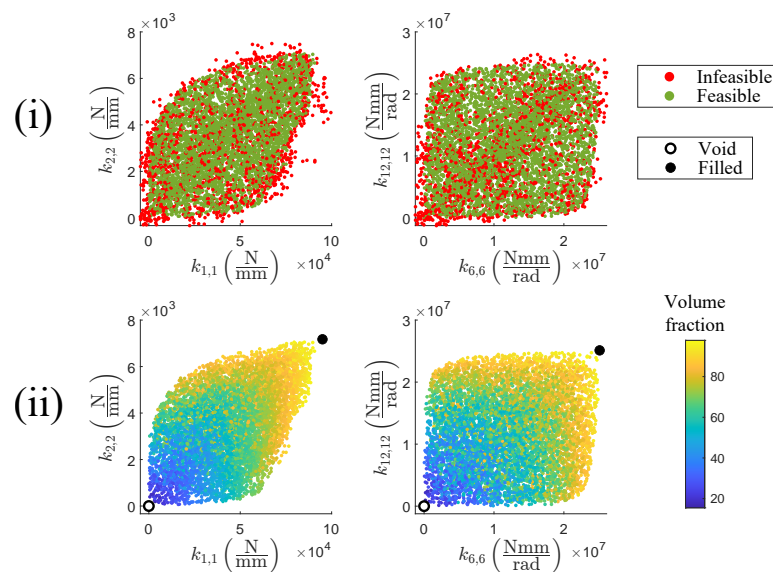 (i)
×10³
8
6
4
2
0
k₂,₂ (N/mm)
0 5 10
k₁,₁ (N/mm) ×10⁴
×10⁷
3
2
1
0
k₁₂,₁₂ (Nmm/rad)
0 1 2
k₆,₆ (Nmm/rad) ×10⁷
Infeasible
Feasible
Void
Filled
(ii)
×10³
8
6
4
2
0
k₂,₂ (N/mm)
0 5 10
k₁,₁ (N/mm) ×10⁴
×10⁷
3
2
1
0
k₁₂,₁₂ (Nmm/rad)
0 1 2
k₆,₆ (Nmm/rad) ×10⁷
Volume
fraction
80
60
40
20